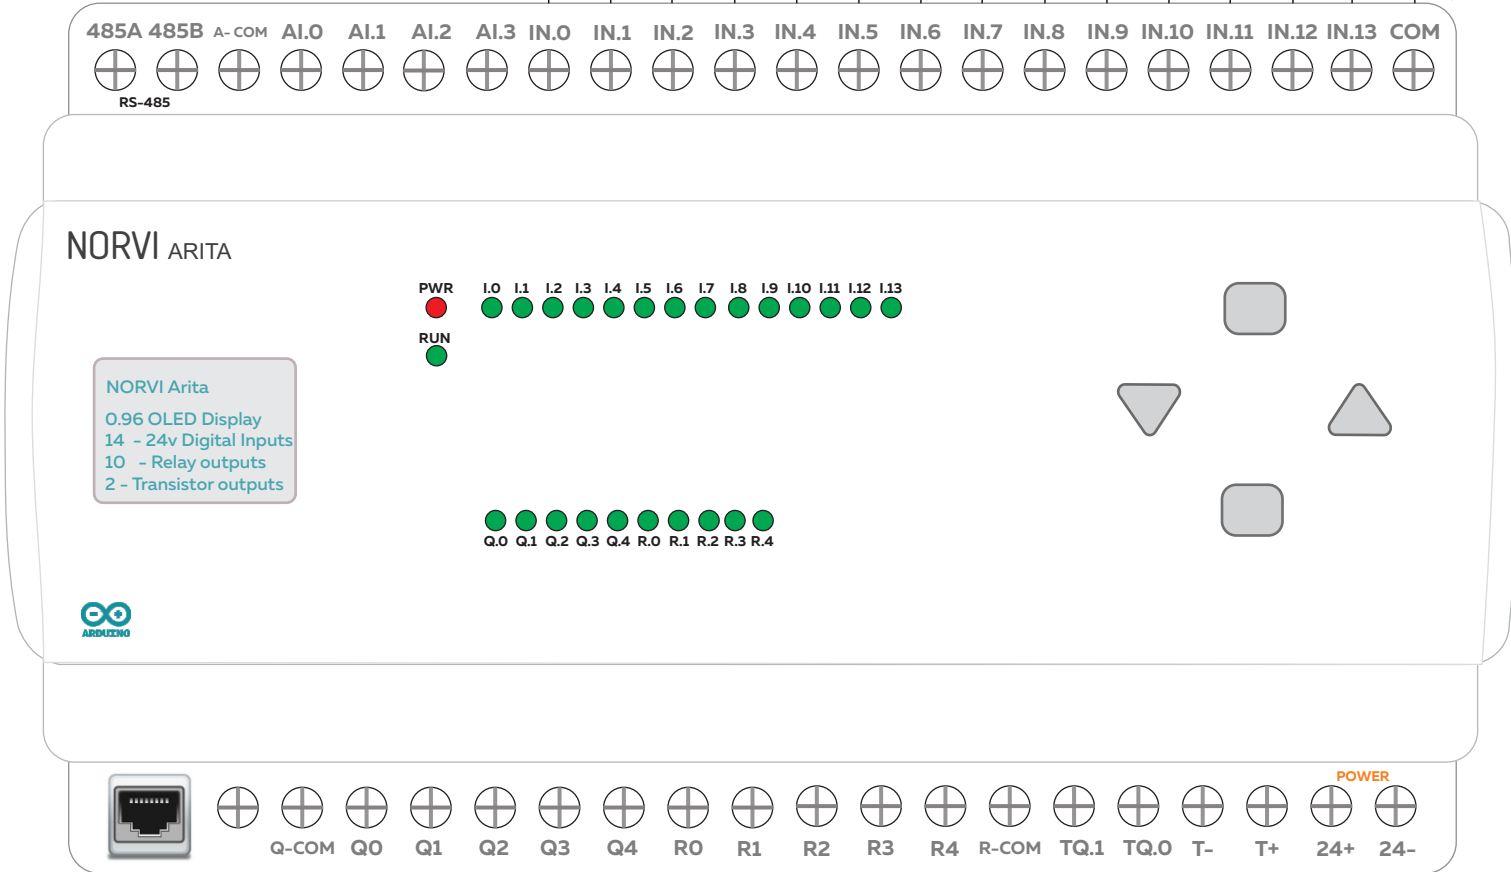 485A 485B A- COM AI.0 AI.1 AI.2 AI.3 IN.0 IN.1 IN.2 IN.3 IN.4 IN.5 IN.6 IN.7 IN.8 IN.9 IN.10 IN.11 IN.12 IN.13 COM
RS-485
NORVI ARITA
PWR I.0 I.1 I.2 I.3 I.4 I.5 I.6 I.7 I.8 I.9 I.10 I.11 I.12 I.13
RUN
NORVI Arita
0.96 OLED Display
14 - 24v Digital Inputs
10 - Relay outputs
2 - Transistor outputs
Q.0 Q.1 Q.2 Q.3 Q.4 R.0 R.1 R.2 R.3 R.4
ARDUINO
POWER
Q-COM Q0 Q1 Q2 Q3 Q4 R0 R1 R2 R3 R4 R-COM TQ.1 TQ.0 T- T+ 24+ 24-